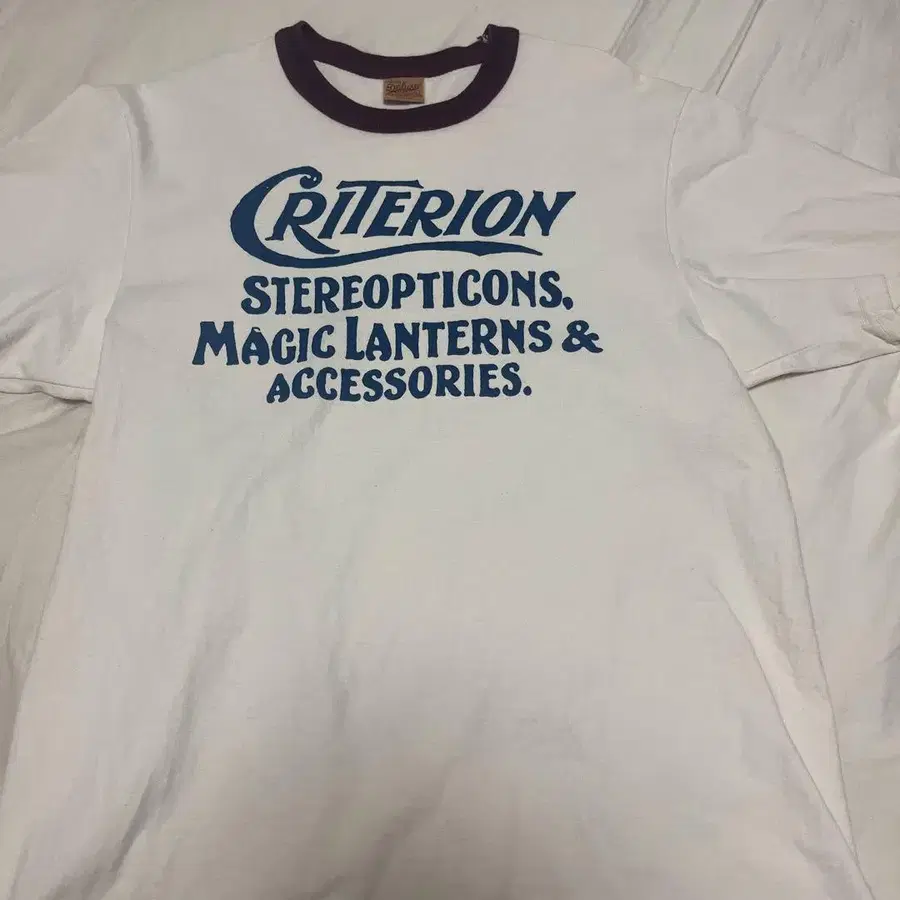 CRITERION
STEREOPTICONS,
MAGIC LANTERNS &
ACCESSORIES.